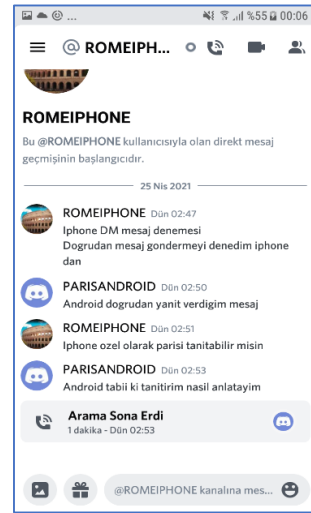 %55 00:06
@ ROMEIPH...
ROMEIPHONE
Bu @ROMEIPHONE kullanıcısıyla olan direkt mesaj
geçmişinin başlangıcıdır.
25 Nis 2021
ROMEIPHONE Dün 02:47
Iphone DM mesaj denemesi
Dogrudan mesaj gondermeyi denedim iphone
dan
PARISANDROID Dün 02:50
Android dogrudan yanit verdigim mesaj
ROMEIPHONE Dün 02:51
Iphone ozel olarak parisi tanitabilir misin
PARISANDROID Dün 02:53
Android tabii ki tanitirim nasil anlatayim
Arama Sona Erdi
1 dakika - Dün 02:53
@ROMEIPHONE kanalına mes...